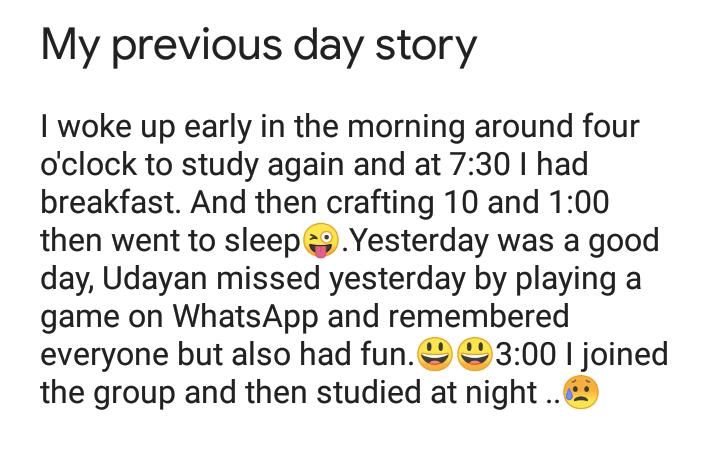 My previous day story
I woke up early in the morning around four
o'clock to study again and at 7:30 I had
breakfast. And then crafting 10 and 1:00
then went to sleep😜.Yesterday was a good
day, Udayan missed yesterday by playing a
game on WhatsApp and remembered
everyone but also had fun.😃😃3:00 I joined
the group and then studied at night ..😥